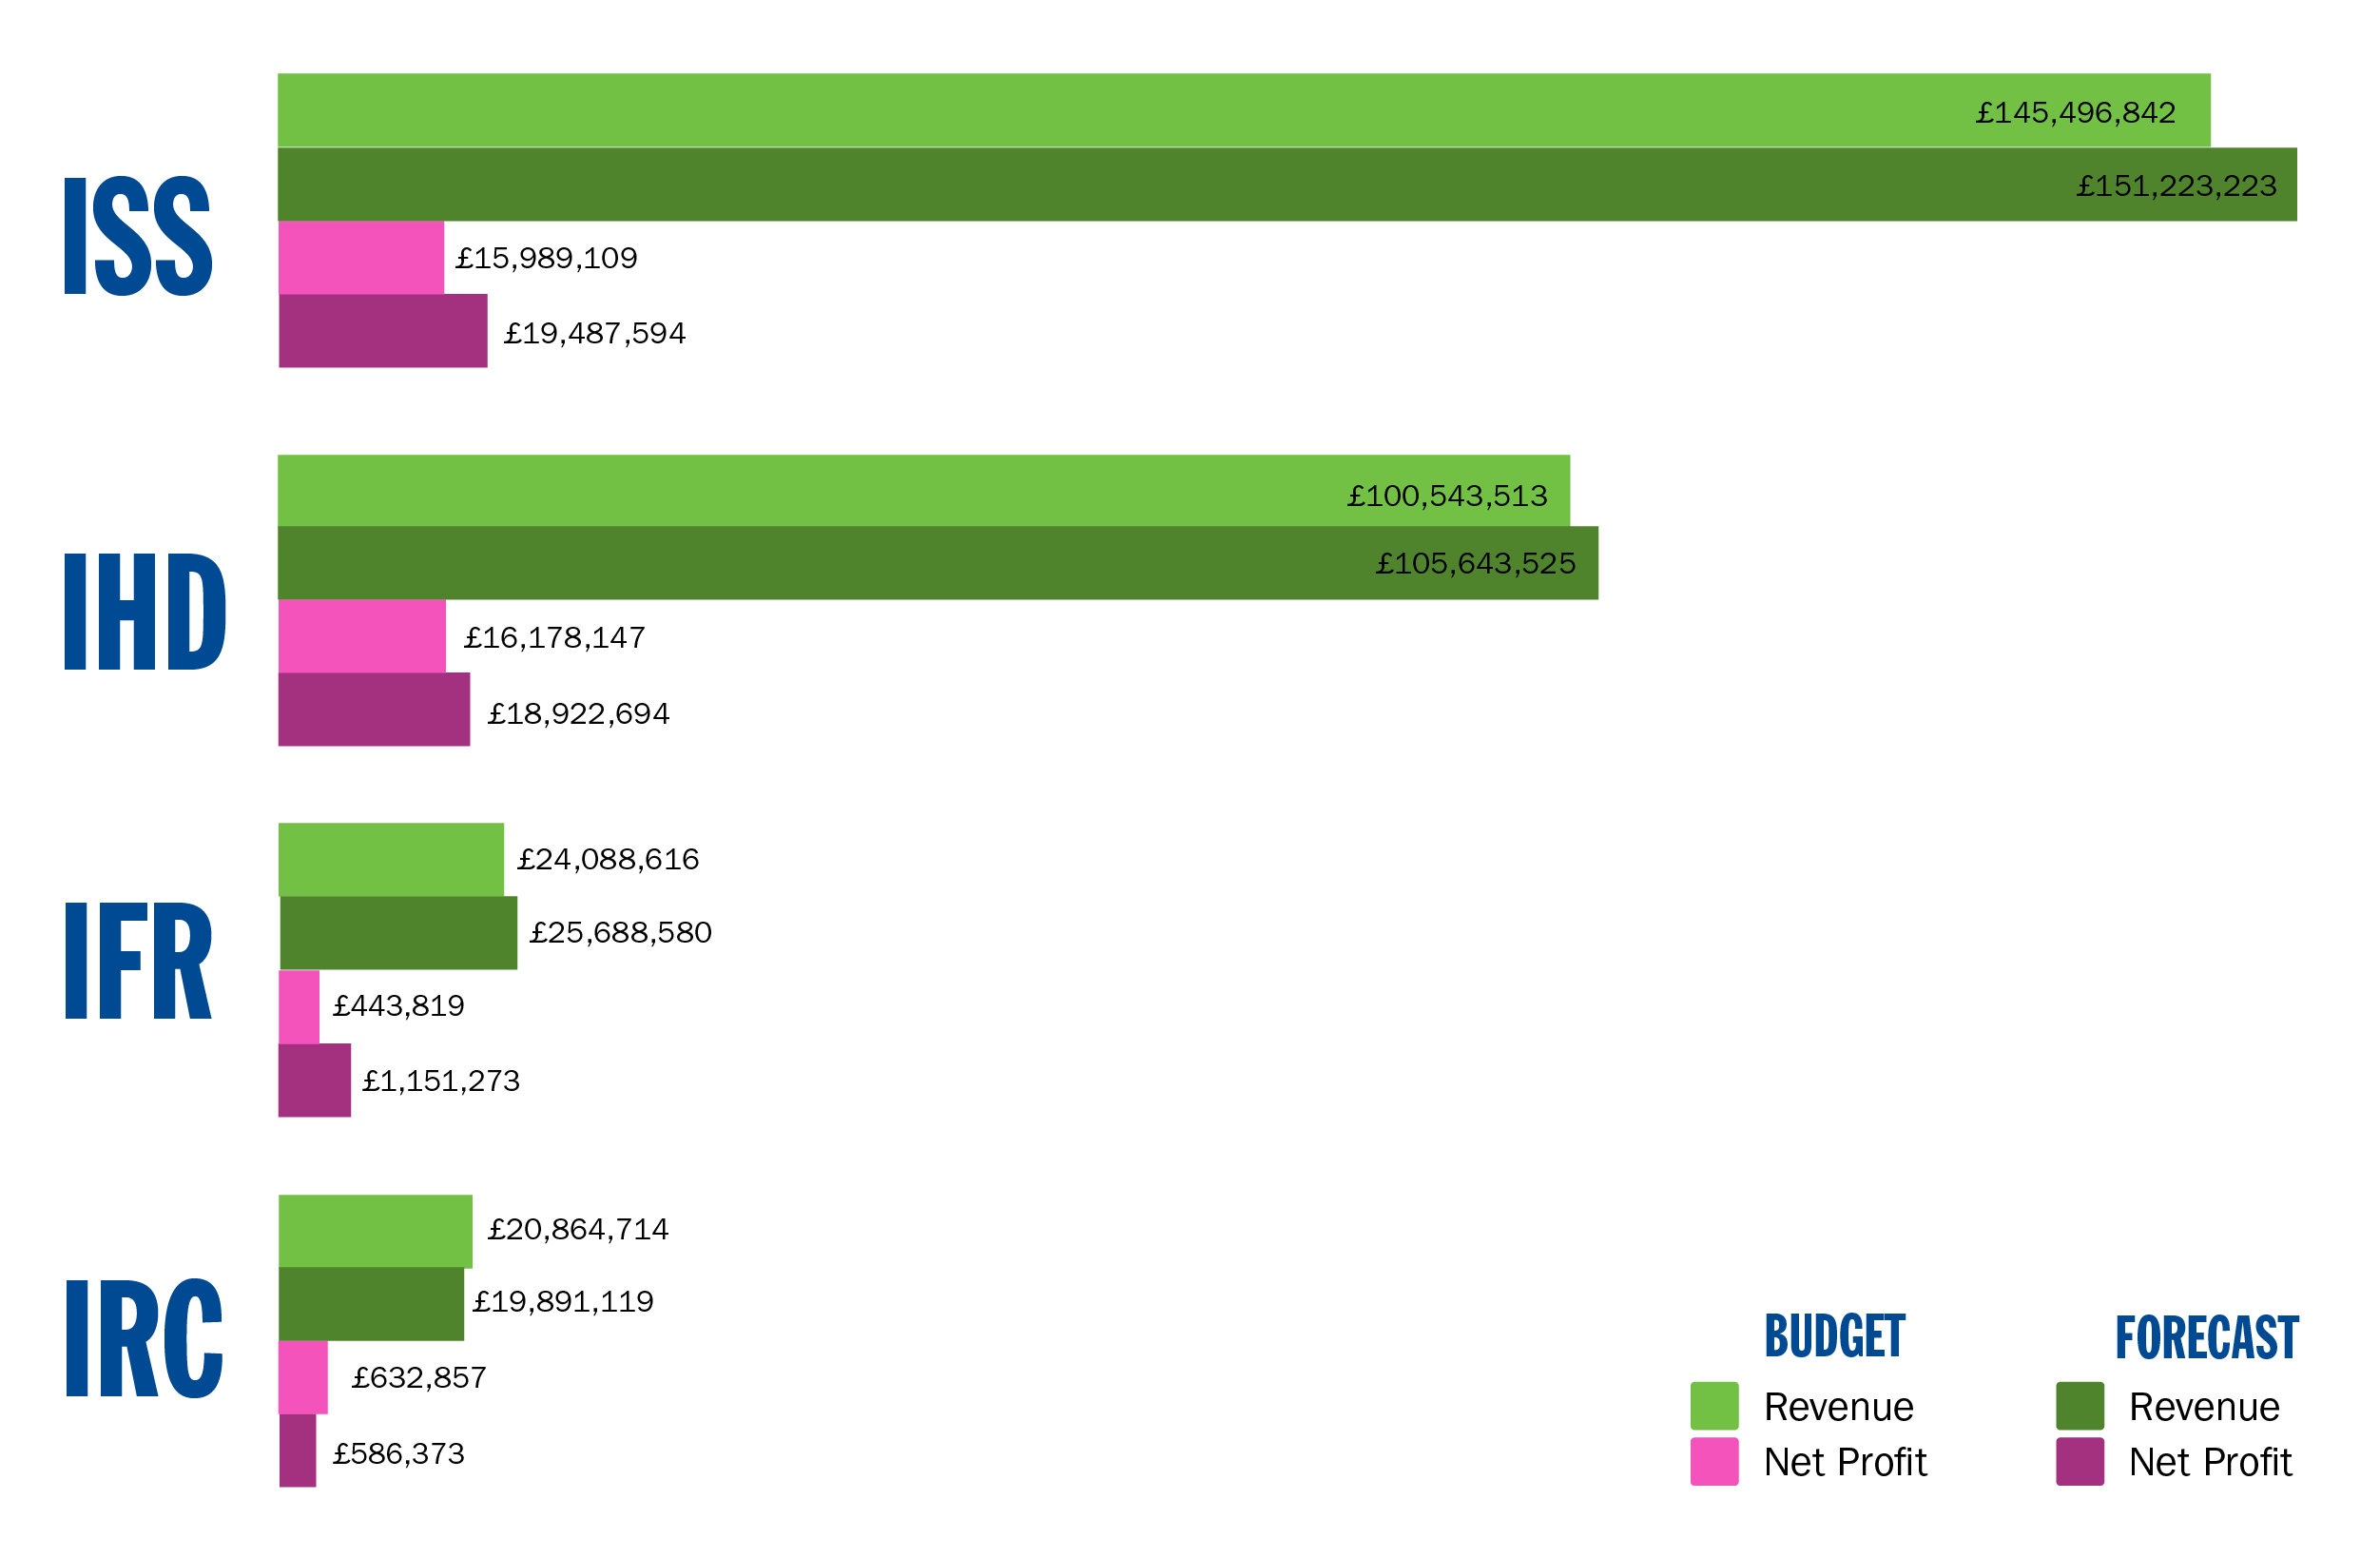 ISS
£145,496,842
£151,223,223
£15,989,109
£19,487,594
IHD
£100,543,513
£105,643,525
£16,178,147
£18,922,694
IFR
£24,088,616
£25,688,580
£443,819
£1,151,273
IRC
£20,864,714
£19,891,119
£632,857
£586,373
BUDGET
Revenue
Net Profit
FORECAST
Revenue
Net Profit